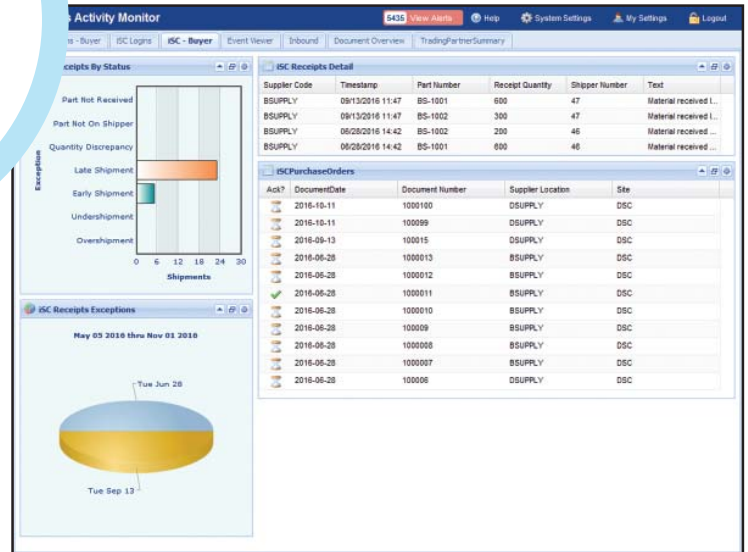 s Activity Monitor 5435 View Alerts Help System Settings My Settings Logout
ns - Buyer iSC Logins iSC - Buyer Event Viewer Inbound Document Overview TradingPartnerSummary
ceipts By Status
Exception
Part Not Received
Part Not On Shipper
Quantity Discrepancy
Late Shipment
Early Shipment
Undershipment
Overshipment
0 6 12 18 24 30
Shipments
iSC Receipts Exceptions
May 03 2016 thru Nov 01 2016
Tue Jun 28
Tue Sep 13
iSC Receipts Detail
Supplier Code Timestamp Part Number Receipt Quantity Shipper Number Text
BSUPPLY 09/13/2016 11:47 BS-1001 600 47 Material received I...
BSUPPLY 09/13/2016 11:47 BS-1002 300 47 Material received I...
BSUPPLY 06/28/2016 14:42 BS-1002 200 46 Material received ...
BSUPPLY 06/28/2016 14:42 BS-1001 600 46 Material received ...
iSCPurchaseOrders
Ack? DocumentDate Document Number Supplier Location Site
2016-10-11 1000100 DSUPPLY DSC
2016-10-11 100099 DSUPPLY DSC
2016-09-13 100015 DSUPPLY DSC
2016-06-28 1000013 BSUPPLY DSC
2016-06-28 1000012 BSUPPLY DSC
2016-06-28 1000011 BSUPPLY DSC
2016-06-28 1000010 BSUPPLY DSC
2016-06-28 100009 BSUPPLY DSC
2016-06-28 1000008 BSUPPLY DSC
2016-06-28 1000007 BSUPPLY DSC
2016-06-28 100006 DSUPPLY DSC